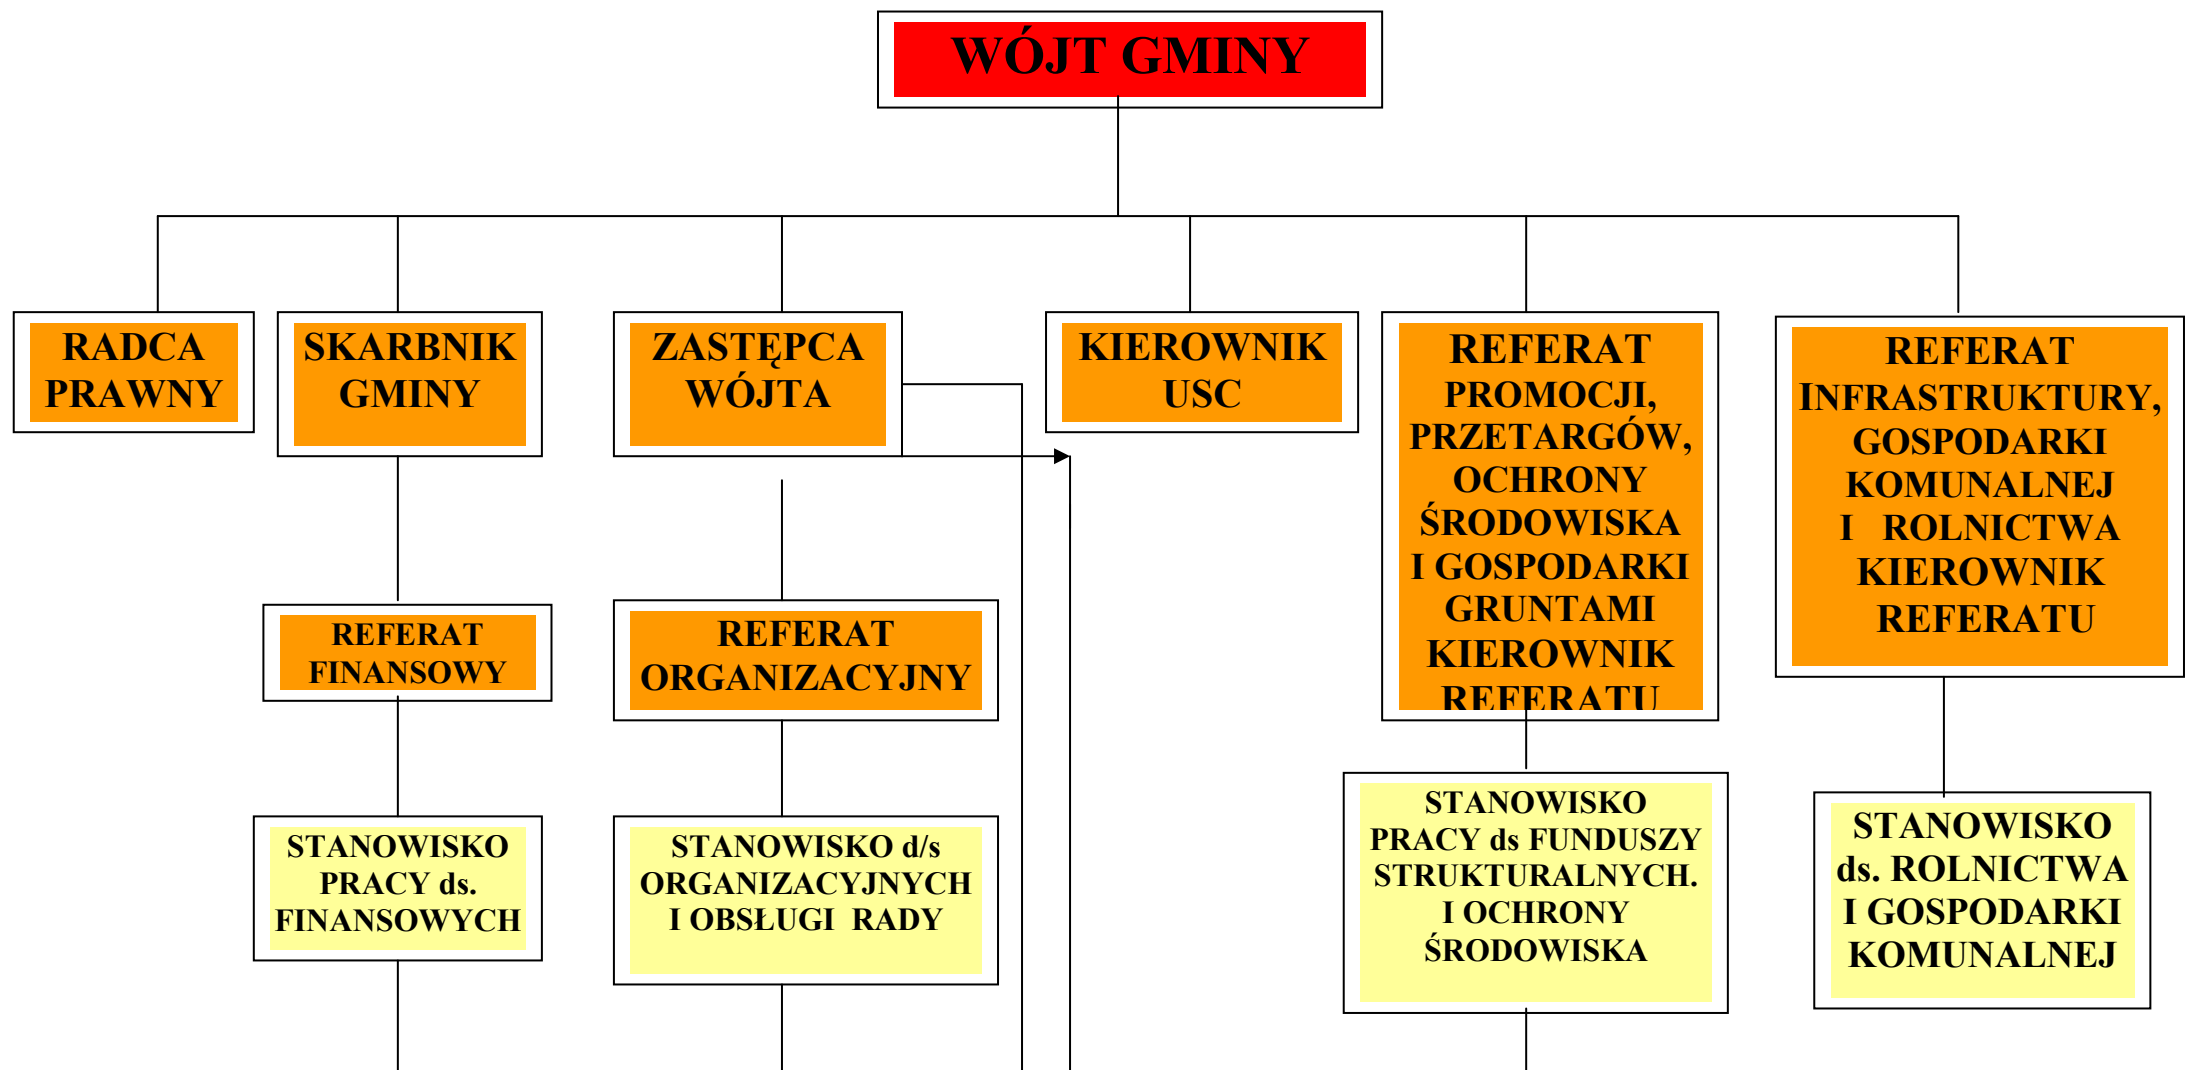 WÓJT GMINY
RADCA
PRAWNY
SKARBNIK
GMINY
ZASTĘPCA
WÓJTA
KIEROWNIK
USC
REFERAT
PROMOCJI,
PRZETARGÓW,
OCHRONY
ŚRODOWISKA
I GOSPODARKI
GRUNTAMI
KIEROWNIK
REFERATU
REFERAT
INFRASTRUKTURY,
GOSPODARKI
KOMUNALNEJ
I ROLNICTWA
KIEROWNIK
REFERATU
REFERAT
FINANSOWY
REFERAT
ORGANIZACYJNY
STANOWISKO
PRACY ds.
FINANSOWYCH
STANOWISKO d/s
ORGANIZACYJNYCH
I OBSŁUGI RADY
STANOWISKO
PRACY ds FUNDUSZY
STRUKTURALNYCH.
I OCHRONY
ŚRODOWISKA
STANOWISKO
ds. ROLNICTWA
I GOSPODARKI
KOMUNALNEJ